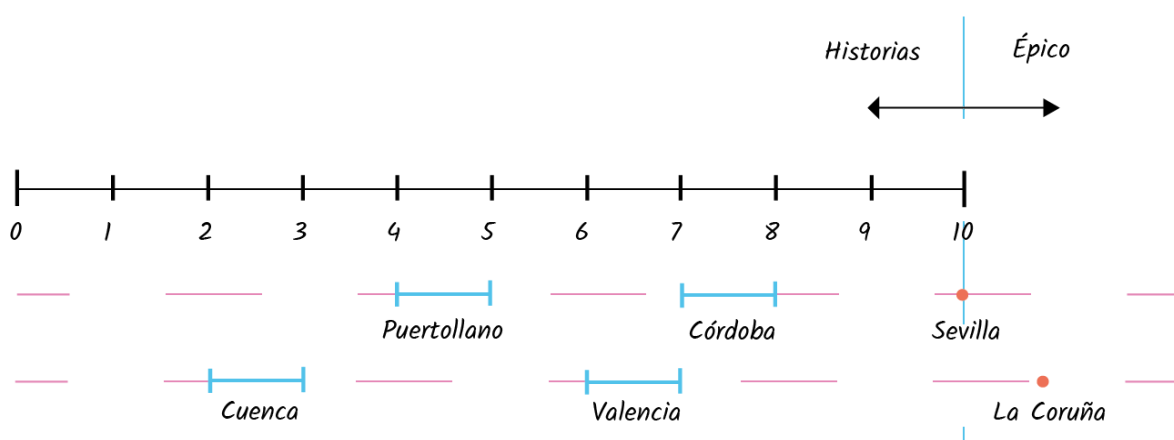 Historias Épico
0 1 2 3 4 5 6 7 8 9 10
Puertollano Córdoba Sevilla
Cuenca Valencia La Coruña